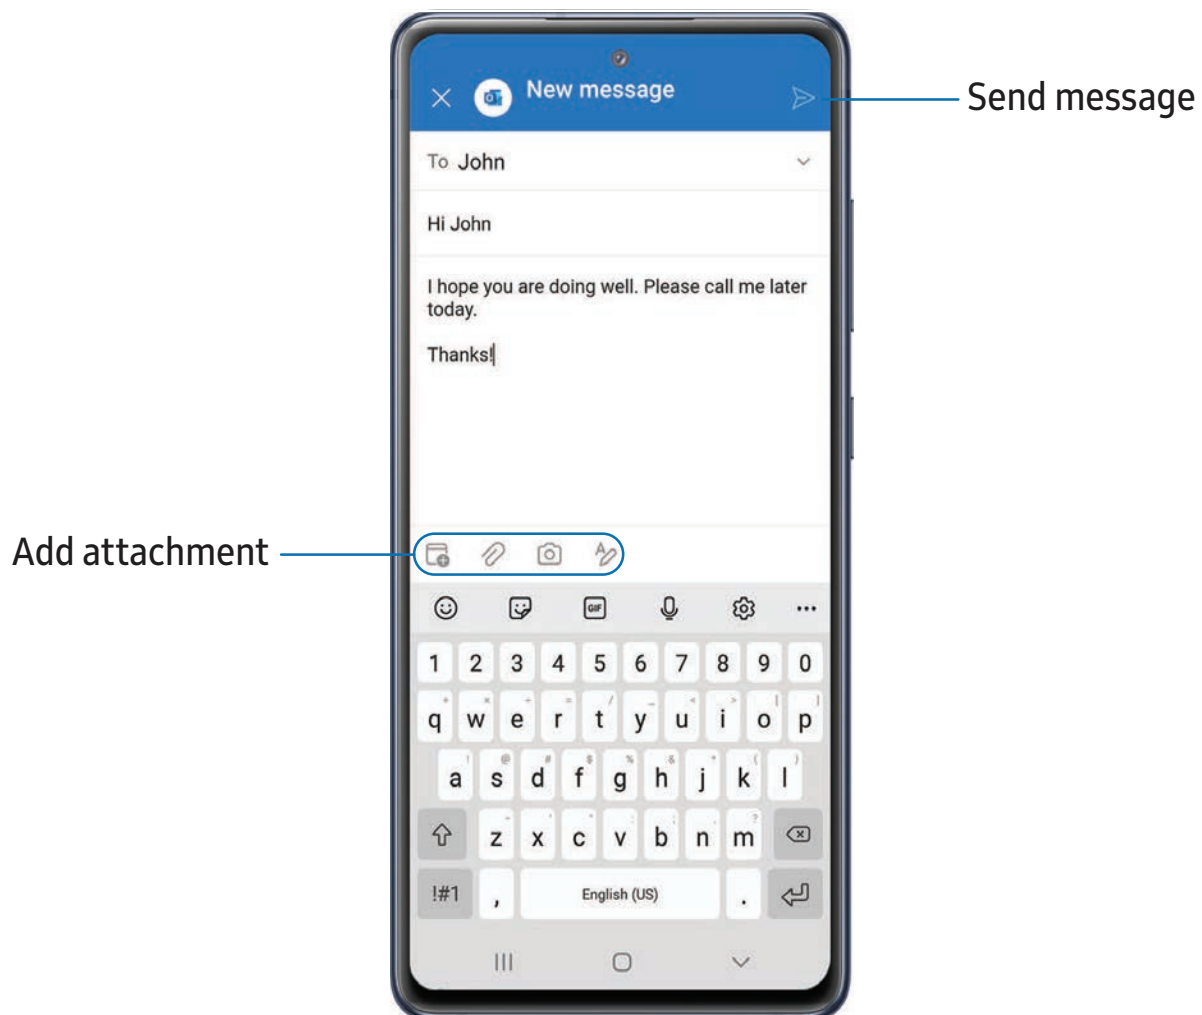 New message
Send message
To John
Hi John
I hope you are doing well. Please call me later
today.
Thanks!
Add attachment
GIF
1 2 3 4 5 6 7 8 9 0
q w e r t y u i o p
a s d f g h j k l
z x c v b n m
!#1 , English (US) .